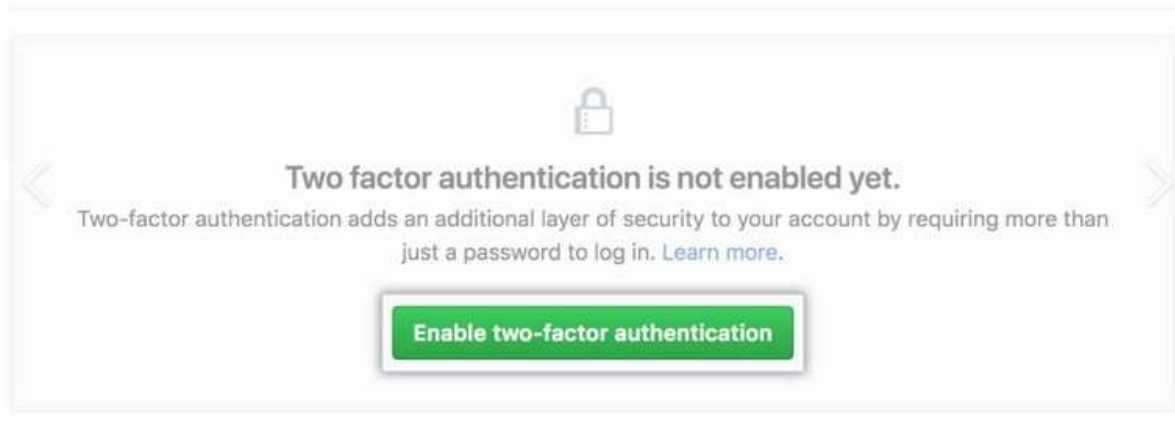 Two factor authentication is not enabled yet.
Two-factor authentication adds an additional layer of security to your account by requiring more than
just a password to log in. Learn more.
Enable two-factor authentication